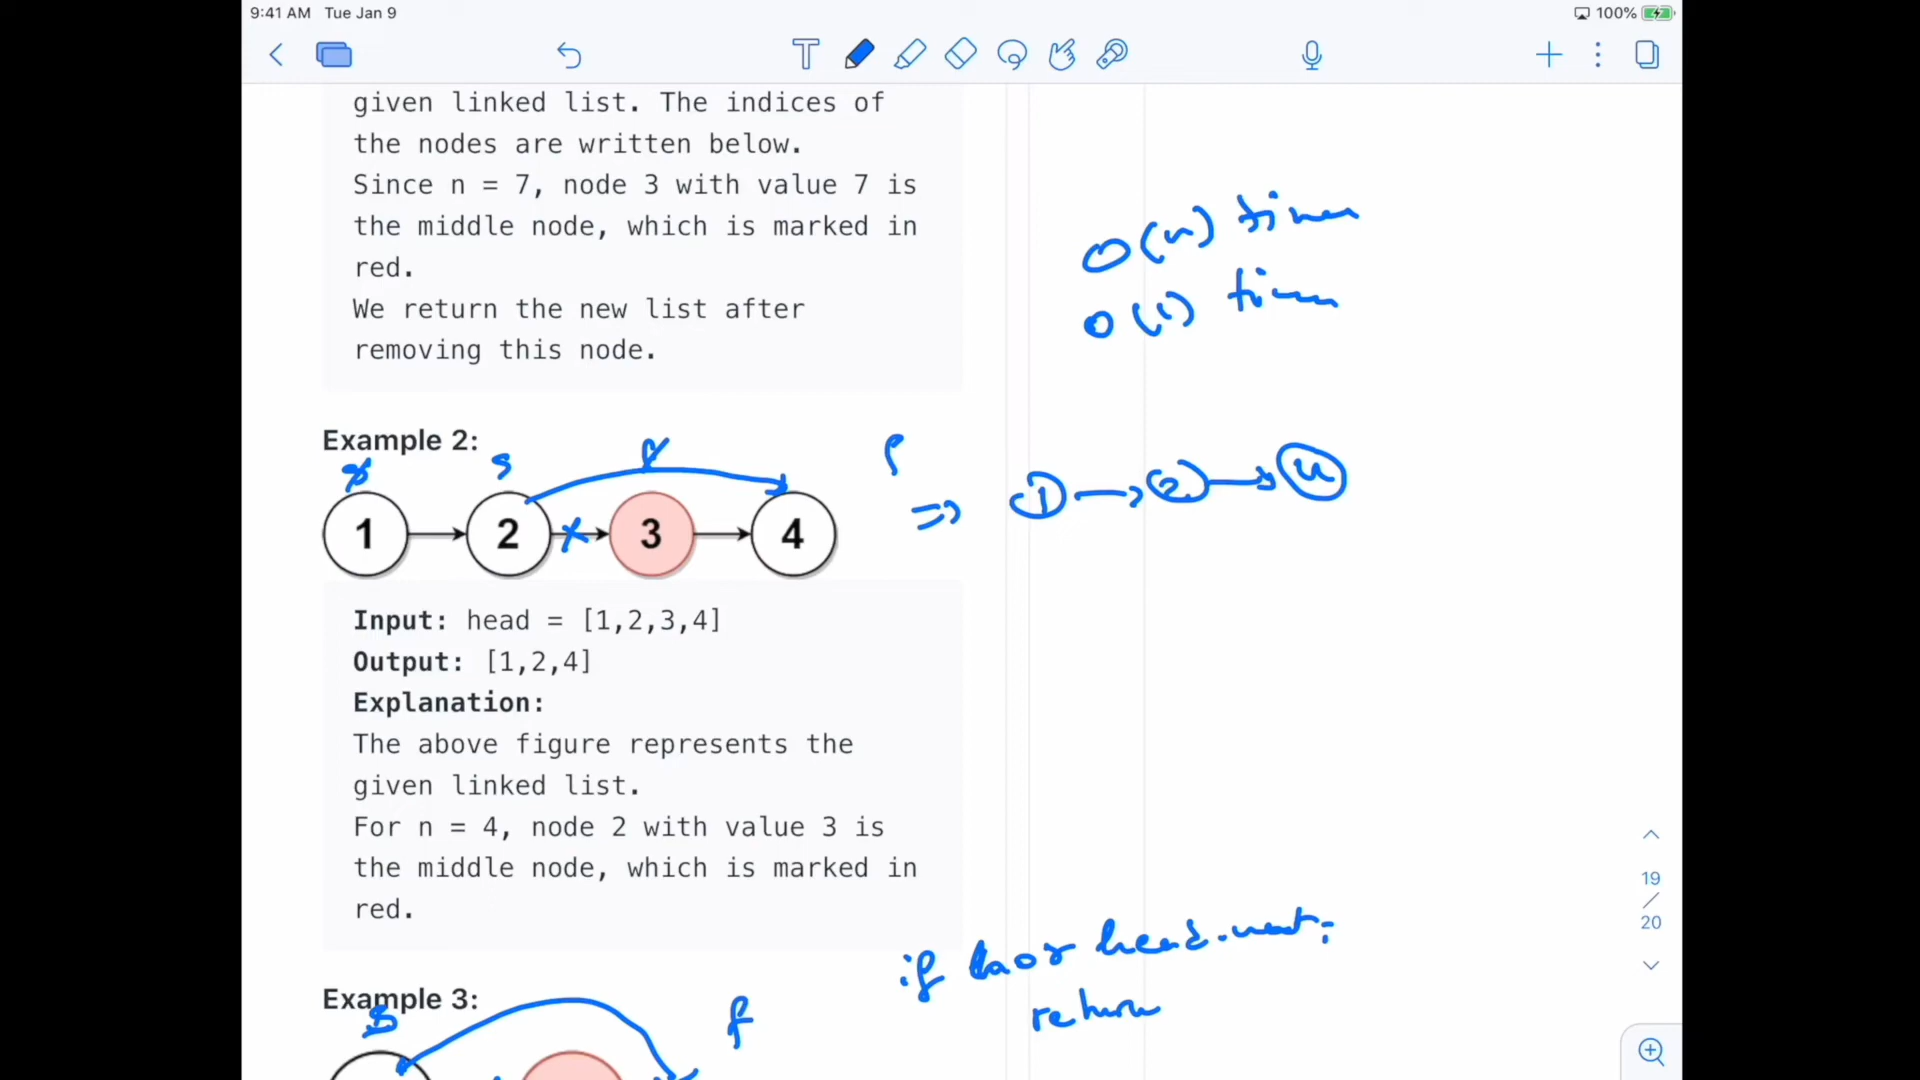 9:41 AM Tue Jan 9
100%
given linked list. The indices of
the nodes are written below.
Since n = 7, node 3 with value 7 is
the middle node, which is marked in
red.
We return the new list after
removing this node.
O(n) time
O(1) time
Example 2:
s s f f
1 2 3 4
=> 1 → 2 → 4
Input: head = [1,2,3,4]
Output: [1,2,4]
Explanation:
The above figure represents the
given linked list.
For n = 4, node 2 with value 3 is
the middle node, which is marked in
red.
19
/
20
if head.next:
return
Example 3:
s f